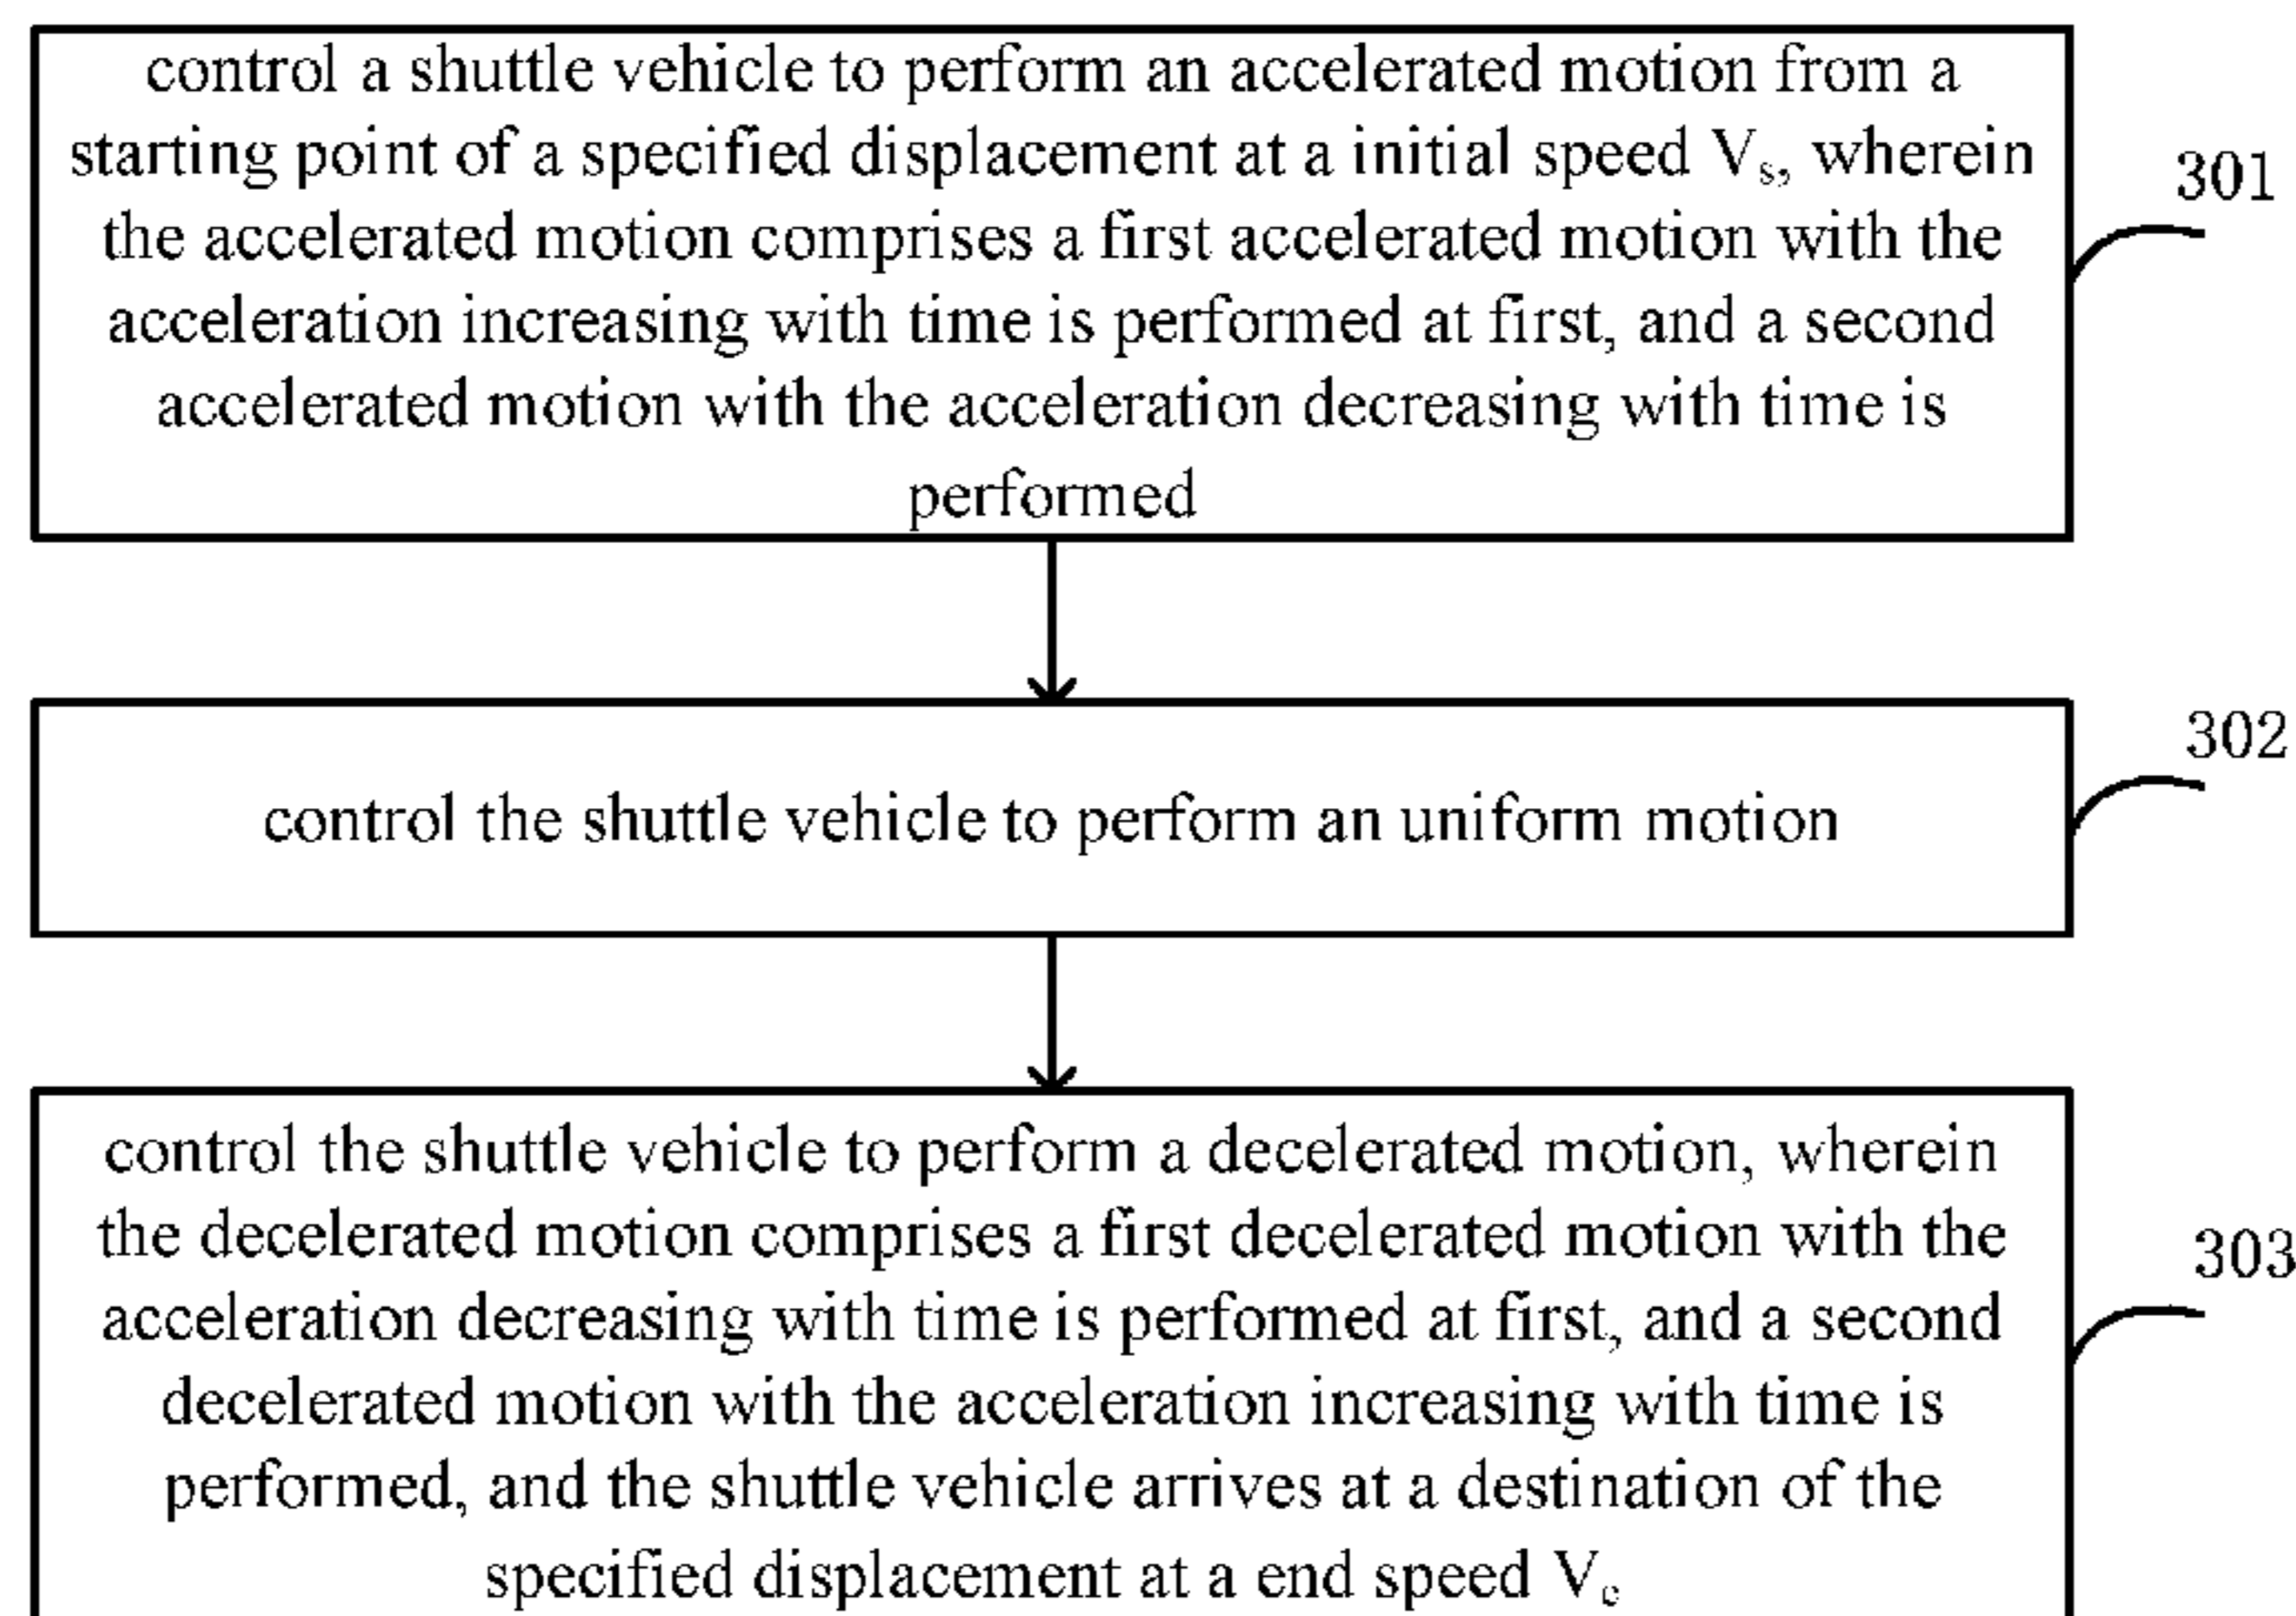 control a shuttle vehicle to perform an accelerated motion from a
starting point of a specified displacement at a initial speed Vs, wherein
the accelerated motion comprises a first accelerated motion with the
acceleration increasing with time is performed at first, and a second
accelerated motion with the acceleration decreasing with time is
performed
301
control the shuttle vehicle to perform an uniform motion
302
control the shuttle vehicle to perform a decelerated motion, wherein
the decelerated motion comprises a first decelerated motion with the
acceleration decreasing with time is performed at first, and a second
decelerated motion with the acceleration increasing with time is
performed, and the shuttle vehicle arrives at a destination of the
specified displacement at a end speed Ve
303